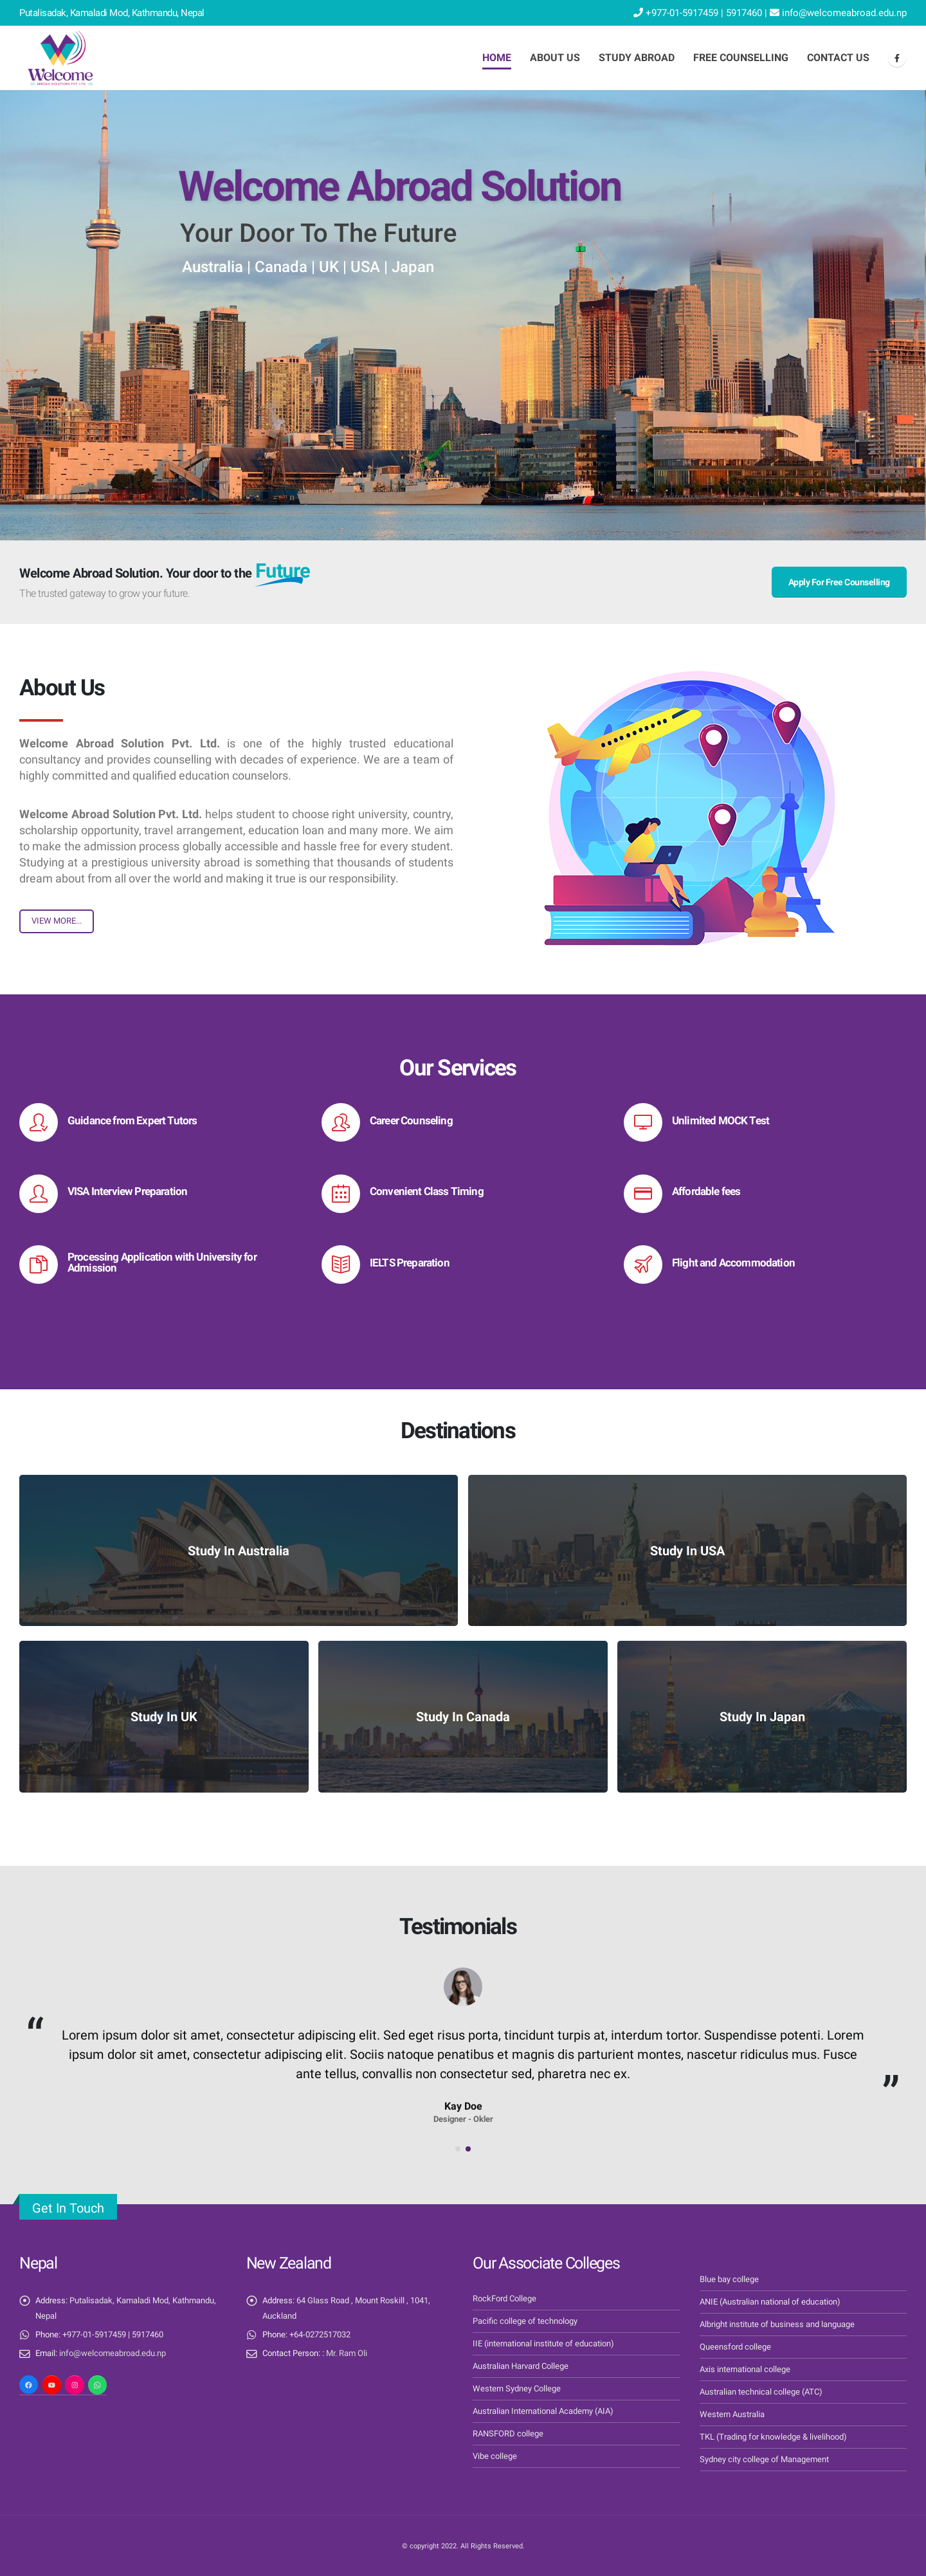 Putalisadak, Kamaladi Mod, Kathmandu, Nepal
+977-01-5917459 | 5917460 | info@welcomeabroad.edu.np
Welcome
ABROAD SOLUTIONS PVT. LTD.
HOME
ABOUT US
STUDY ABROAD
FREE COUNSELLING
CONTACT US
Welcome Abroad Solution
Your Door To The Future
Australia | Canada | UK | USA | Japan
Welcome Abroad Solution. Your door to the Future
The trusted gateway to grow your future.
Apply For Free Counselling
About Us
Welcome Abroad Solution Pvt. Ltd. is one of the highly trusted educational
consultancy and provides counselling with decades of experience. We are a team of
highly committed and qualified education counselors.
Welcome Abroad Solution Pvt. Ltd. helps student to choose right university, country,
scholarship opportunity, travel arrangement, education loan and many more. We aim
to make the admission process globally accessible and hassle free for every student.
Studying at a prestigious university abroad is something that thousands of students
dream about from all over the world and making it true is our responsibility.
VIEW MORE...
Our Services
Guidance from Expert Tutors
Career Counseling
Unlimited MOCK Test
VISA Interview Preparation
Convenient Class Timing
Affordable fees
Processing Application with University for
Admission
IELTS Preparation
Flight and Accommodation
Destinations
Study In Australia
Study In USA
Study In UK
Study In Canada
Study In Japan
Testimonials
“
Lorem ipsum dolor sit amet, consectetur adipiscing elit. Sed eget risus porta, tincidunt turpis at, interdum tortor. Suspendisse potenti. Lorem
ipsum dolor sit amet, consectetur adipiscing elit. Sociis natoque penatibus et magnis dis parturient montes, nascetur ridiculus mus. Fusce
ante tellus, convallis non consectetur sed, pharetra nec ex.
”
Kay Doe
Designer - Okler
Get In Touch
Nepal
Address: Putalisadak, Kamaladi Mod, Kathmandu,
Nepal
Phone: +977-01-5917459 | 5917460
Email: info@welcomeabroad.edu.np
New Zealand
Address: 64 Glass Road , Mount Roskill , 1041,
Auckland
Phone: +64-0272517032
Contact Person: : Mr. Ram Oli
Our Associate Colleges
RockFord College
Pacific college of technology
IIE (international institute of education)
Australian Harvard College
Western Sydney College
Australian International Academy (AIA)
RANSFORD college
Vibe college
Blue bay college
ANIE (Australian national of education)
Albright institute of business and language
Queensford college
Axis international college
Australian technical college (ATC)
Western Australia
TKL (Trading for knowledge & livelihood)
Sydney city college of Management
© copyright 2022. All Rights Reserved.